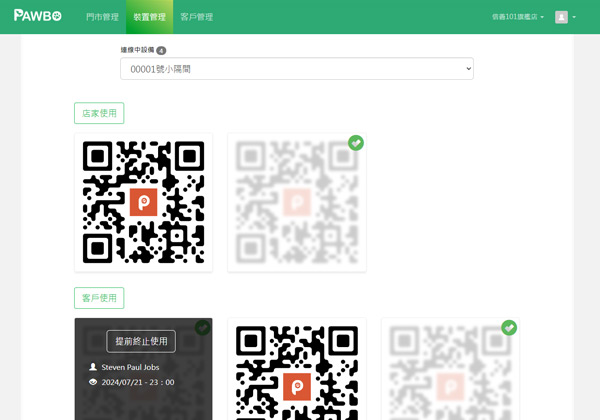 PAWBO 門市管理 裝置管理 客戶管理 信義101旗艦店
連線中設備 4
00001號小隔間
店家使用
客戶使用
提前終止使用
Steven Paul Jobs
2024/07/21 - 23：00